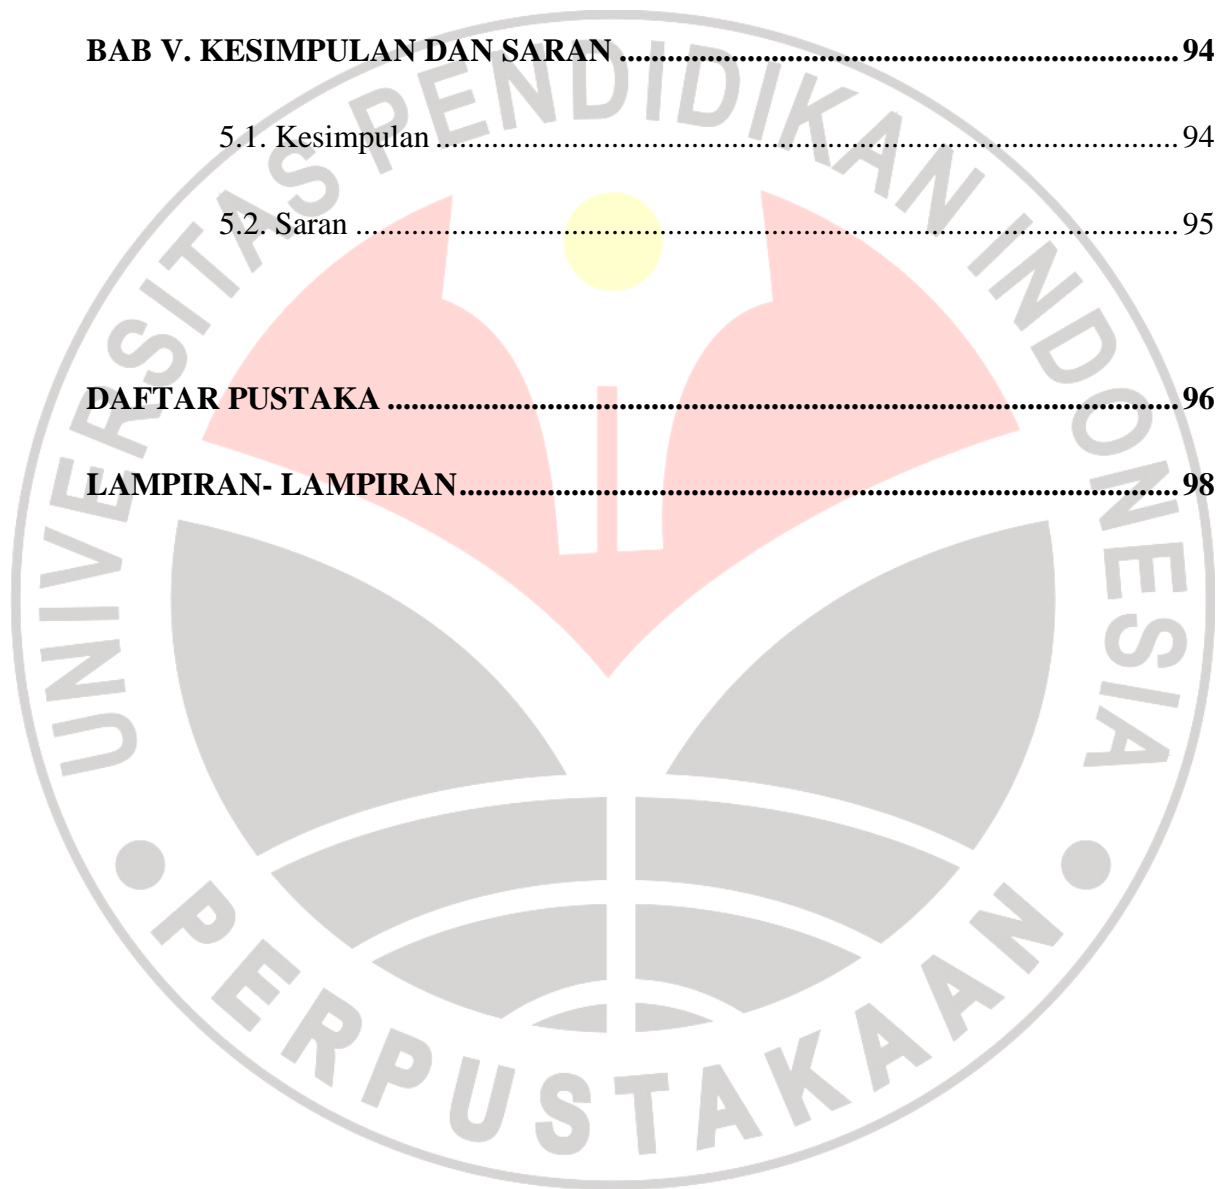 BAB V. KESIMPULAN DAN SARAN ........................................................................ 94
5.1. Kesimpulan ................................................................................................ 94
5.2. Saran .......................................................................................................... 95
DAFTAR PUSTAKA ...................................................................................................... 96
LAMPIRAN- LAMPIRAN ............................................................................................. 98
UNIVERSITAS PENDIDIKAN INDONESIA
PERPUSTAKAAN